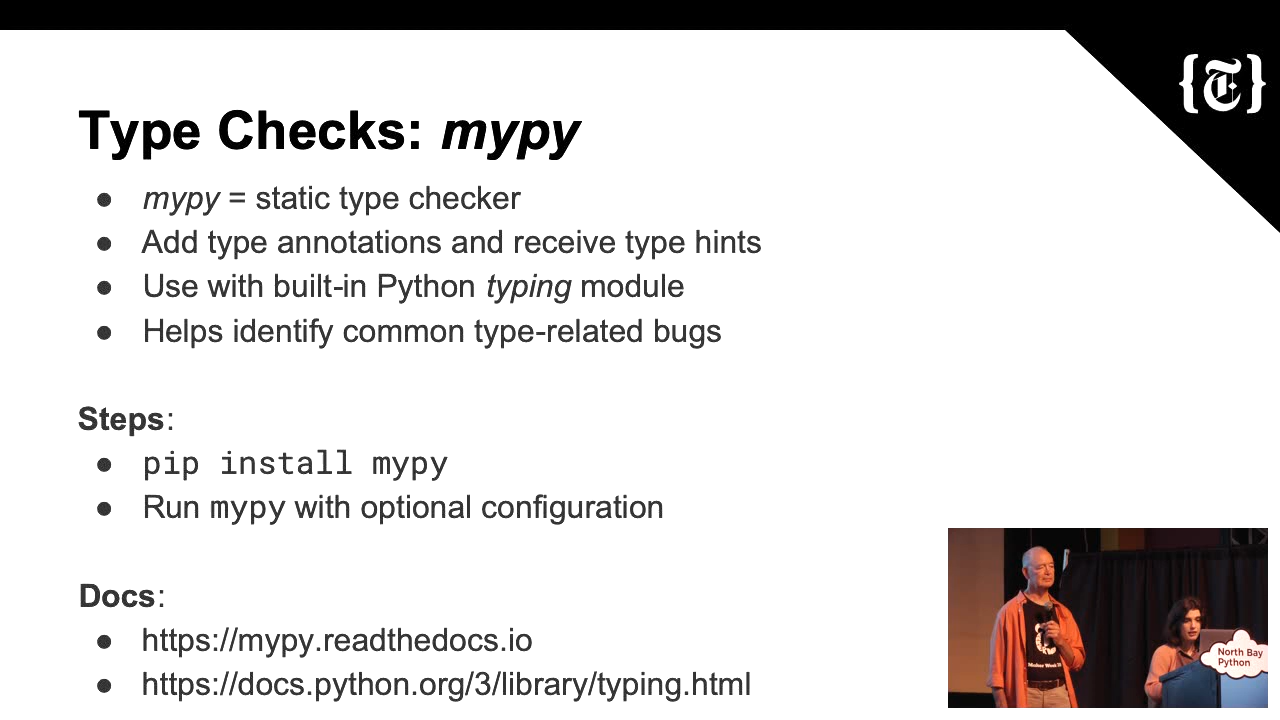 {T}
Type Checks: mypy
● mypy = static type checker
● Add type annotations and receive type hints
● Use with built-in Python typing module
● Helps identify common type-related bugs
Steps:
● pip install mypy
● Run mypy with optional configuration
Docs:
● https://mypy.readthedocs.io
● https://docs.python.org/3/library/typing.html
North Bay
Python